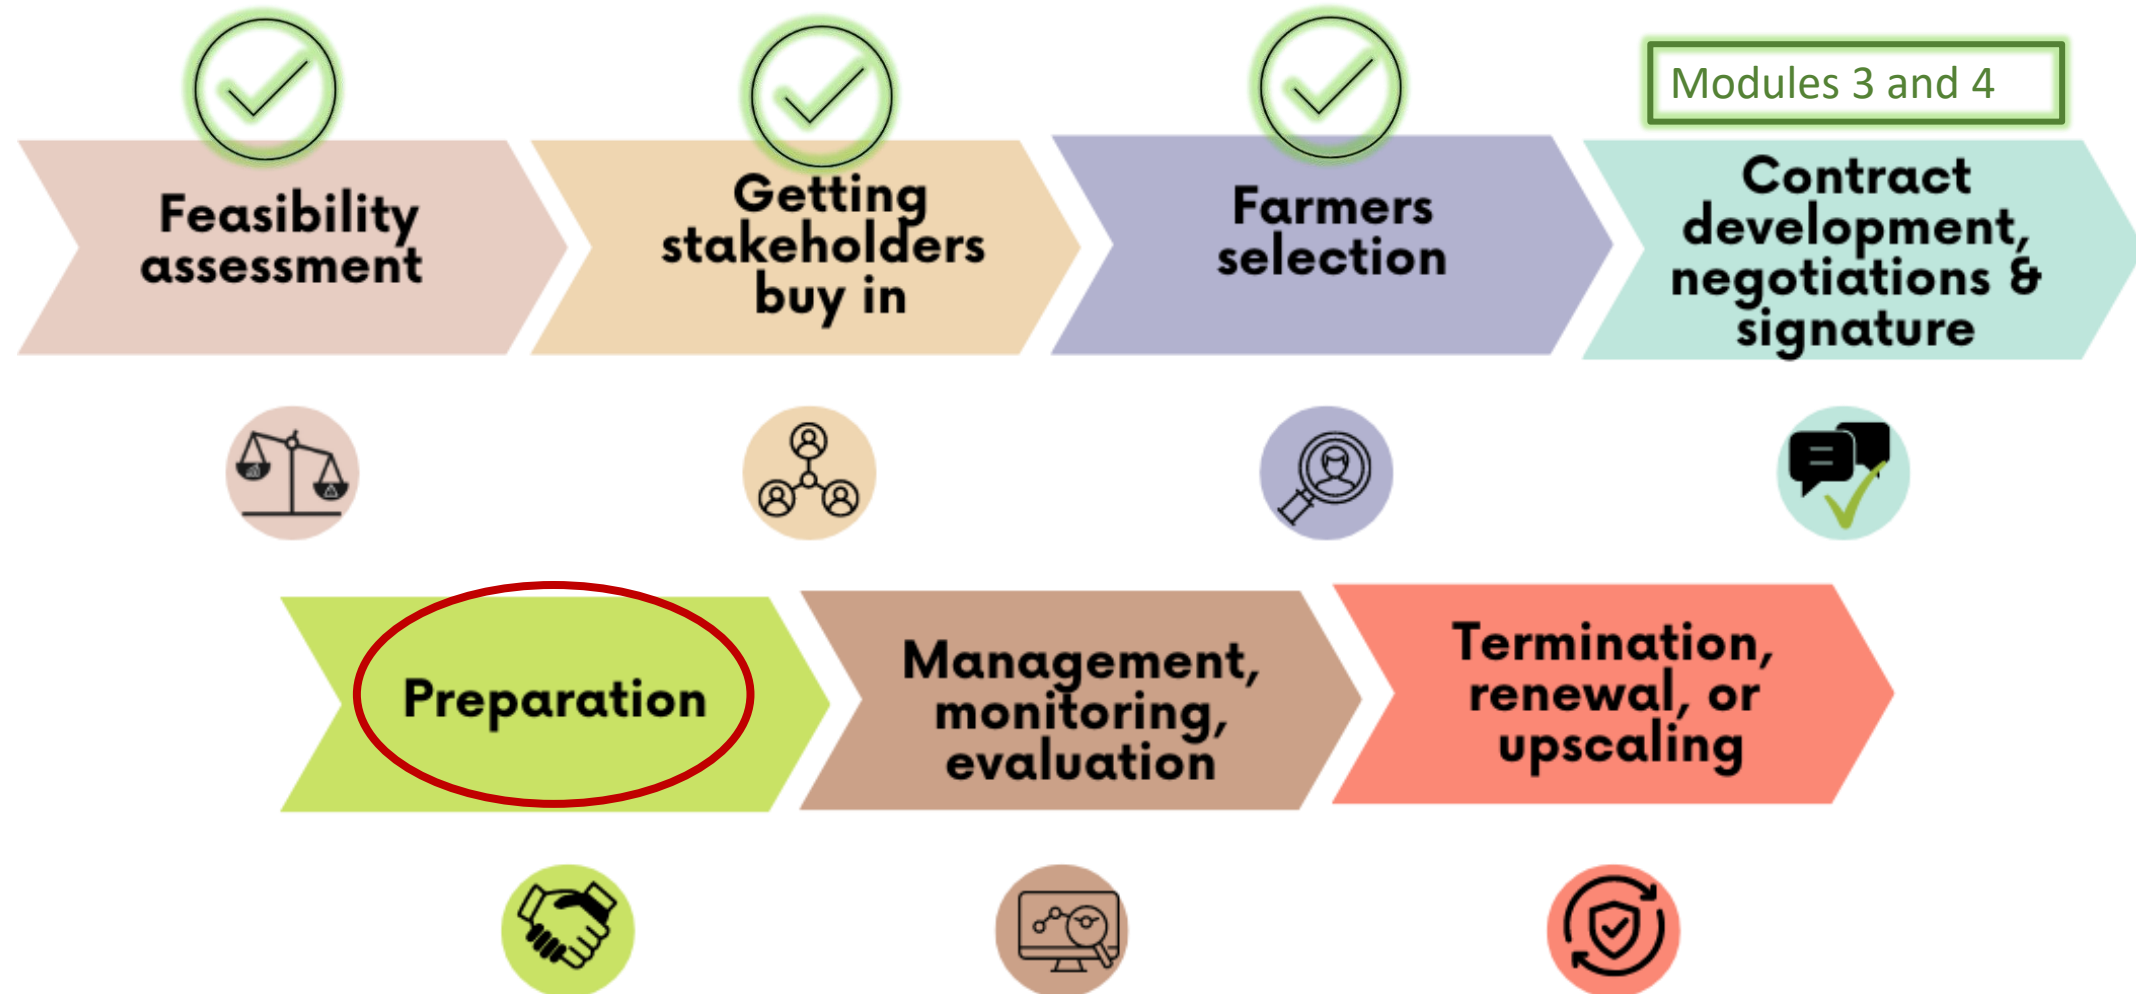 Modules 3 and 4
Feasibility
assessment
Getting
stakeholders
buy in
Farmers
selection
Contract
development,
negotiations &
signature
Preparation
Management,
monitoring,
evaluation
Termination,
renewal, or
upscaling